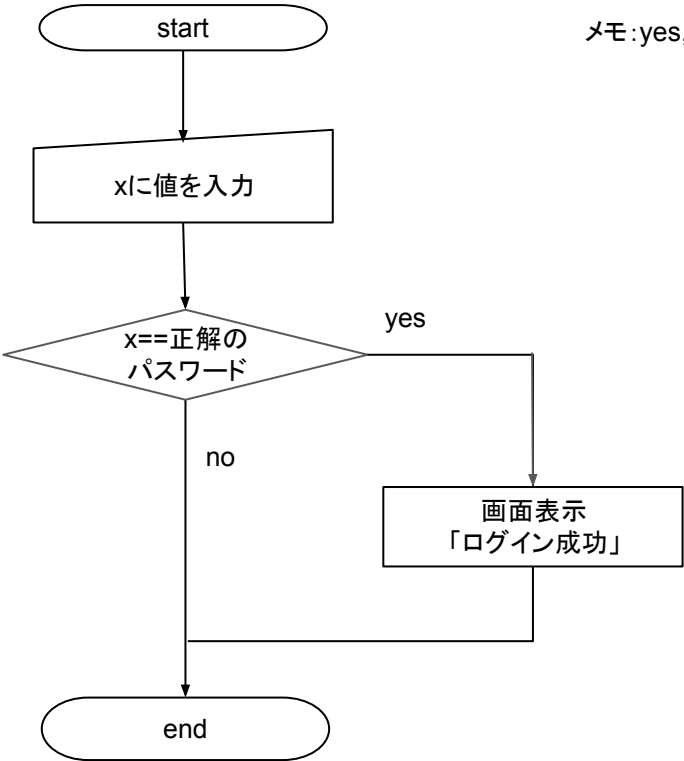 start
メモ:yes,
xに値を入力
x==正解の
パスワード
yes
no
画面表示
「ログイン成功」
end